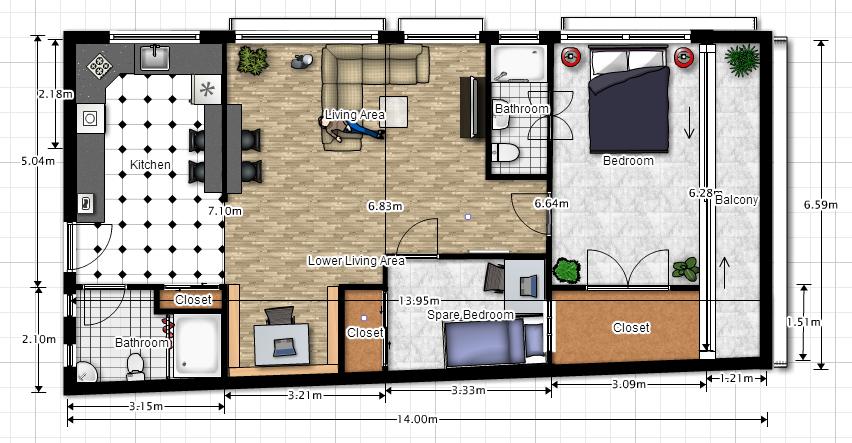 2.18m
Living Area
Bathroom
5.04m
Kitchen
Bedroom
6.28m
Balcony
7.10m
6.83m
6.64m
6.59m
Lower Living Area
Closet
13.95m
Spare Bedroom
Closet
Closet
1.51m
2.10m
Bathroom
3.15m
3.21m
3.33m
3.09m
1.21m
14.00m